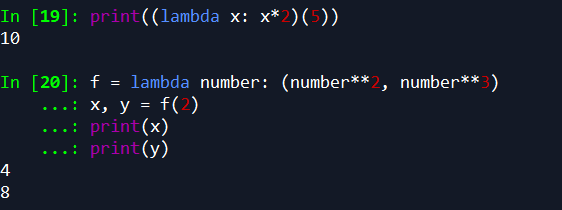 In [19]: print((lambda x: x*2)(5))
10
In [20]: f = lambda number: (number**2, number**3)
    ...: x, y = f(2)
    ...: print(x)
    ...: print(y)
4
8